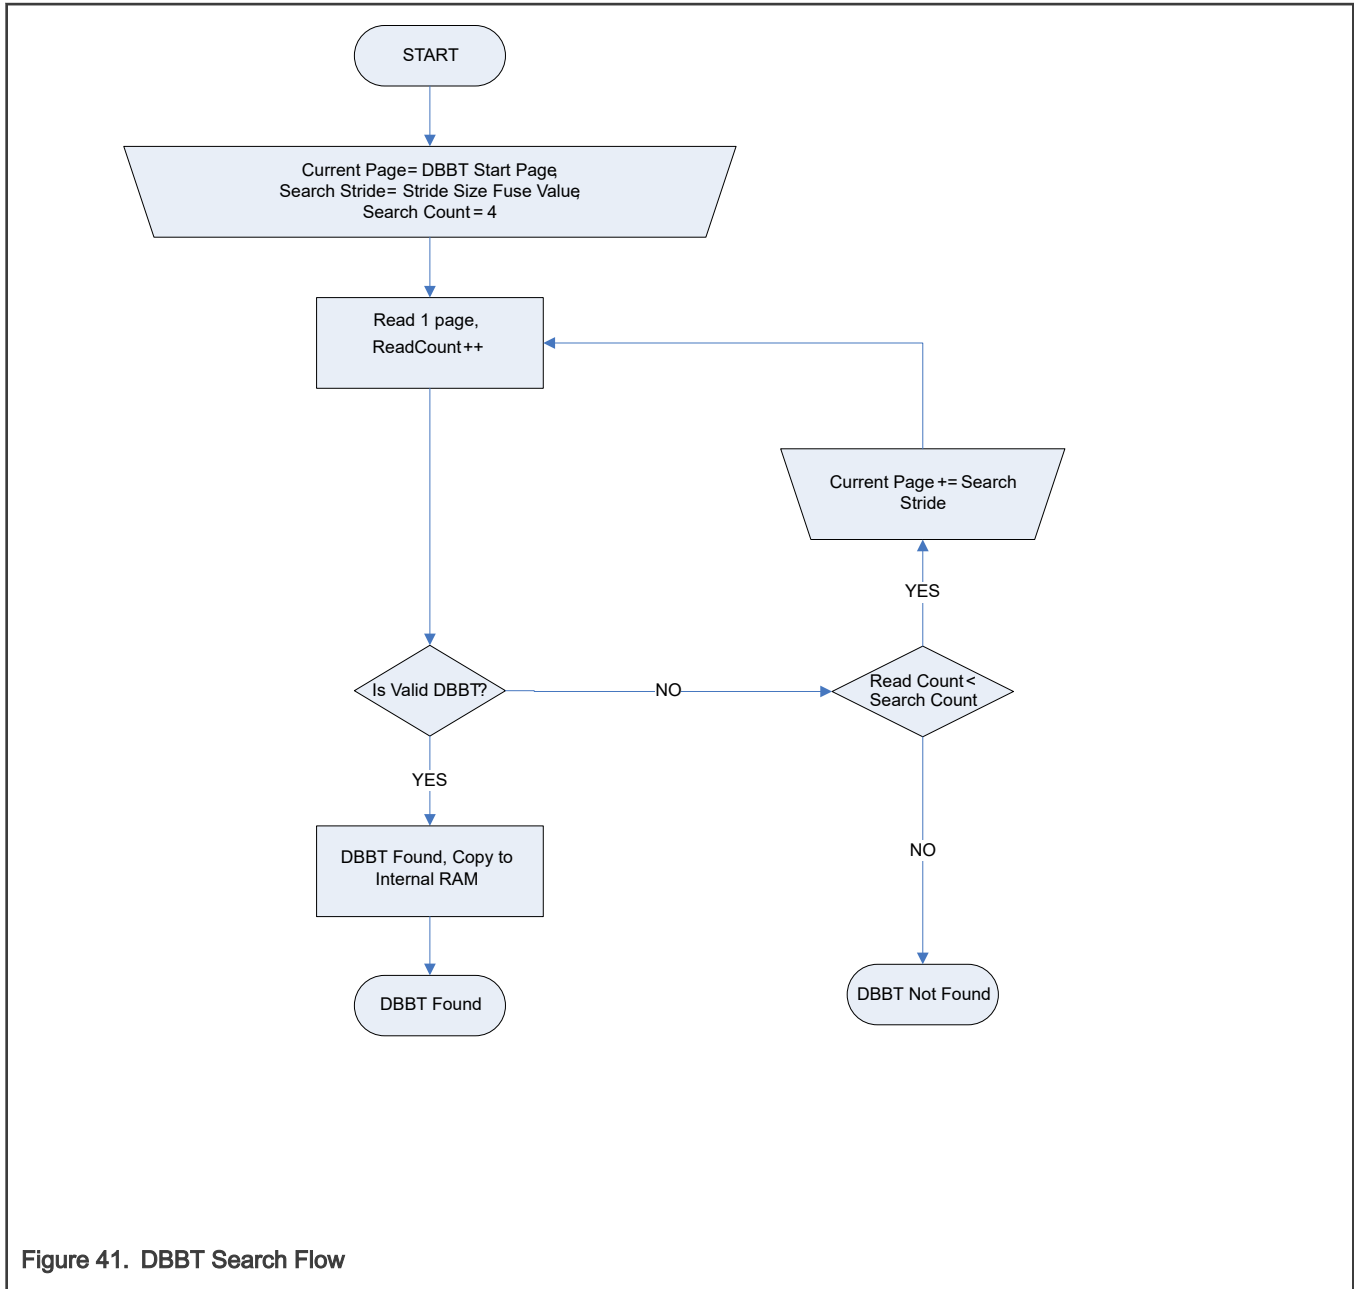 START
Current Page= DBBT Start Page,
Search Stride= Stride Size Fuse Value,
Search Count= 4
Read 1 page,
ReadCount++
Current Page += Search
Stride
YES
Is Valid DBBT?
NO
Read Count<
Search Count
YES
DBBT Found, Copy to
Internal RAM
NO
DBBT Found
DBBT Not Found
Figure 41. DBBT Search Flow